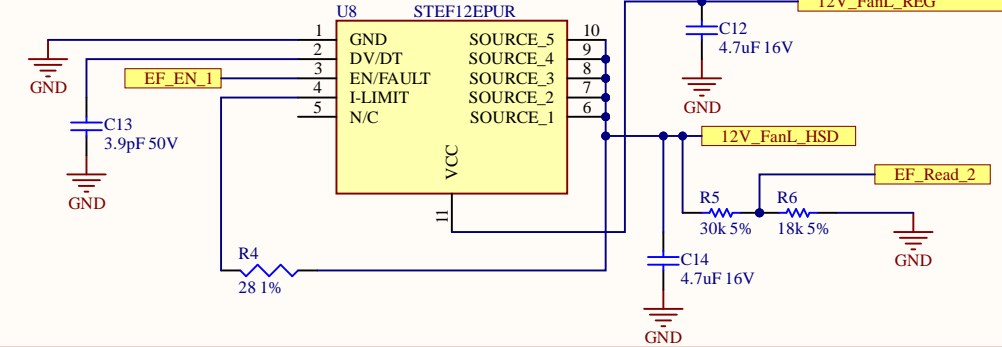 12V_FanL_REG
U8
STEF12EPUR
1
GND
2
DV/DT
3
EN/FAULT
4
I-LIMIT
5
N/C
SOURCE_5
10
SOURCE_4
9
SOURCE_3
8
SOURCE_2
7
SOURCE_1
6
VCC
11
GND
EF_EN_1
C13
3.9pF 50V
GND
C12
4.7uF 16V
GND
12V_FanL_HSD
EF_Read_2
R5
30k 5%
R6
18k 5%
GND
R4
28 1%
C14
4.7uF 16V
GND